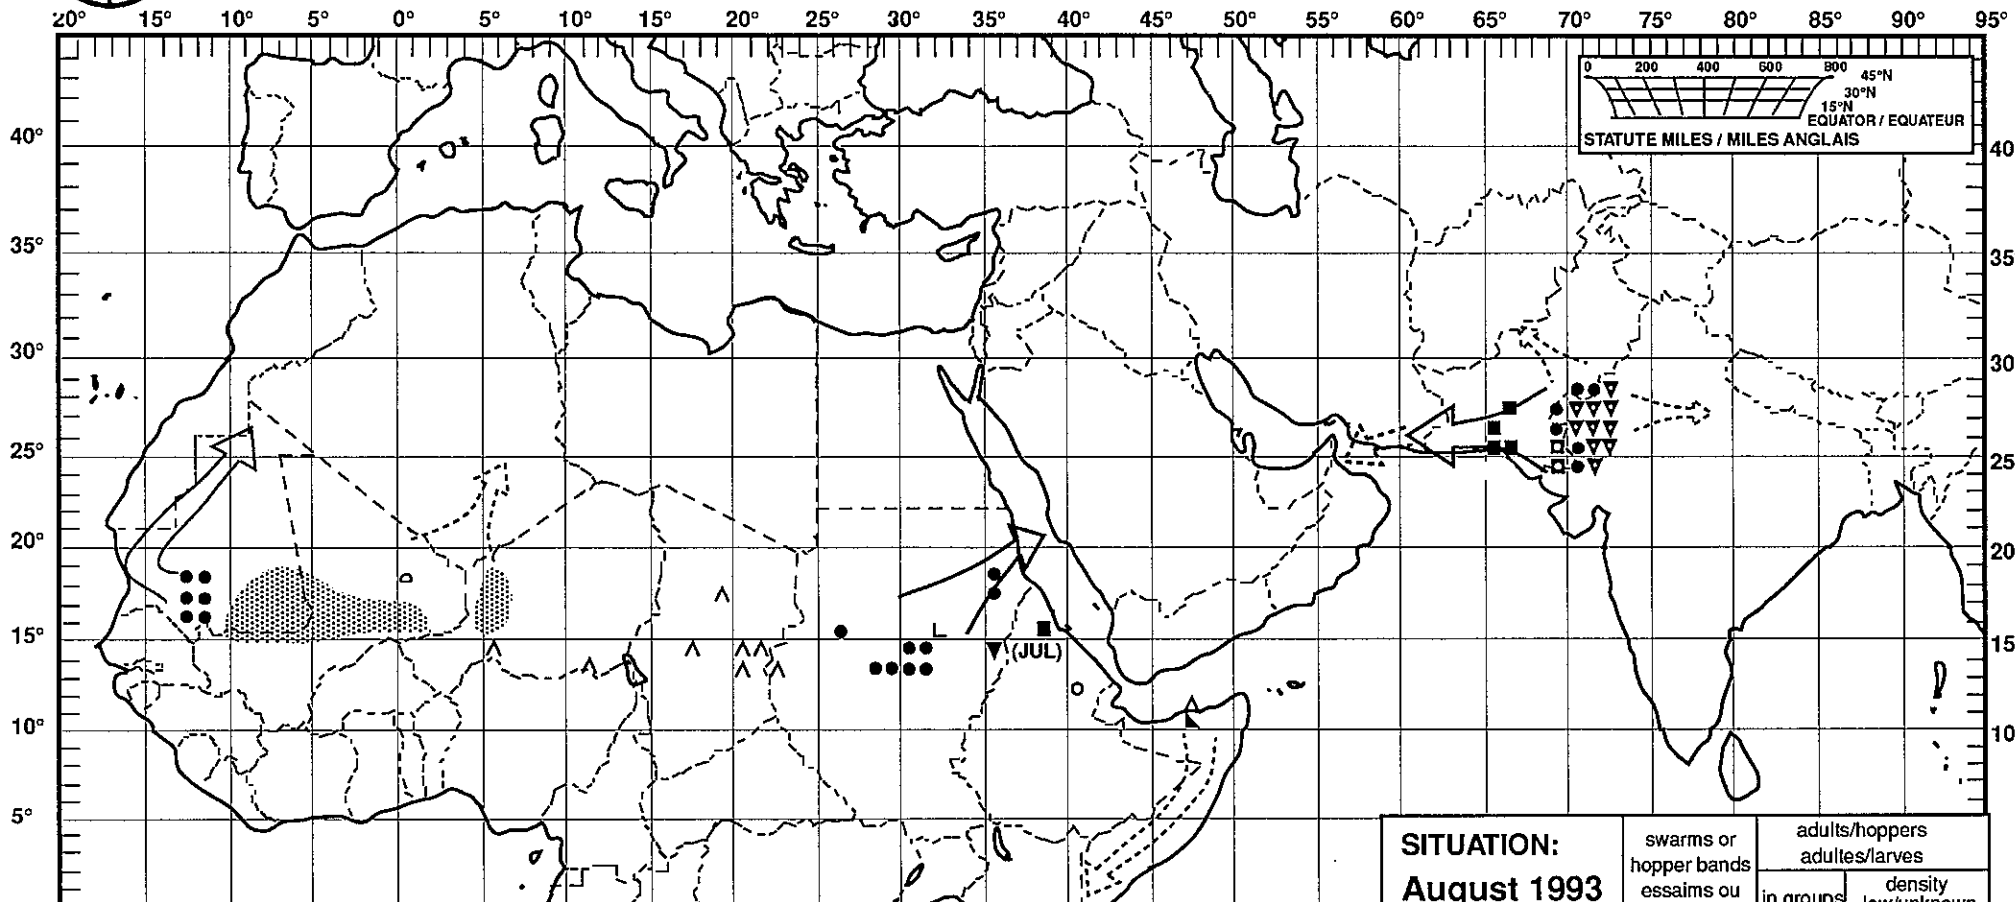 20° 15° 10° 5° 0° 5° 10° 15° 20° 25° 30° 35° 40° 45° 50° 55° 60° 65° 70° 75° 80° 85° 90° 95°
0 200 400 600 800
45°N
30°N
15°N
EQUATOR / EQUATEUR
STATUTE MILES / MILES ANGLAIS
40° 40
35° 35
30° 30
25° 25
20° 20
15° 15
L
(JUL)
10° 10
5°
SITUATION:
August 1993
swarms or
hopper bands
essaims ou
adults/hoppers
adultes/larves
in groups
density
low/unknown